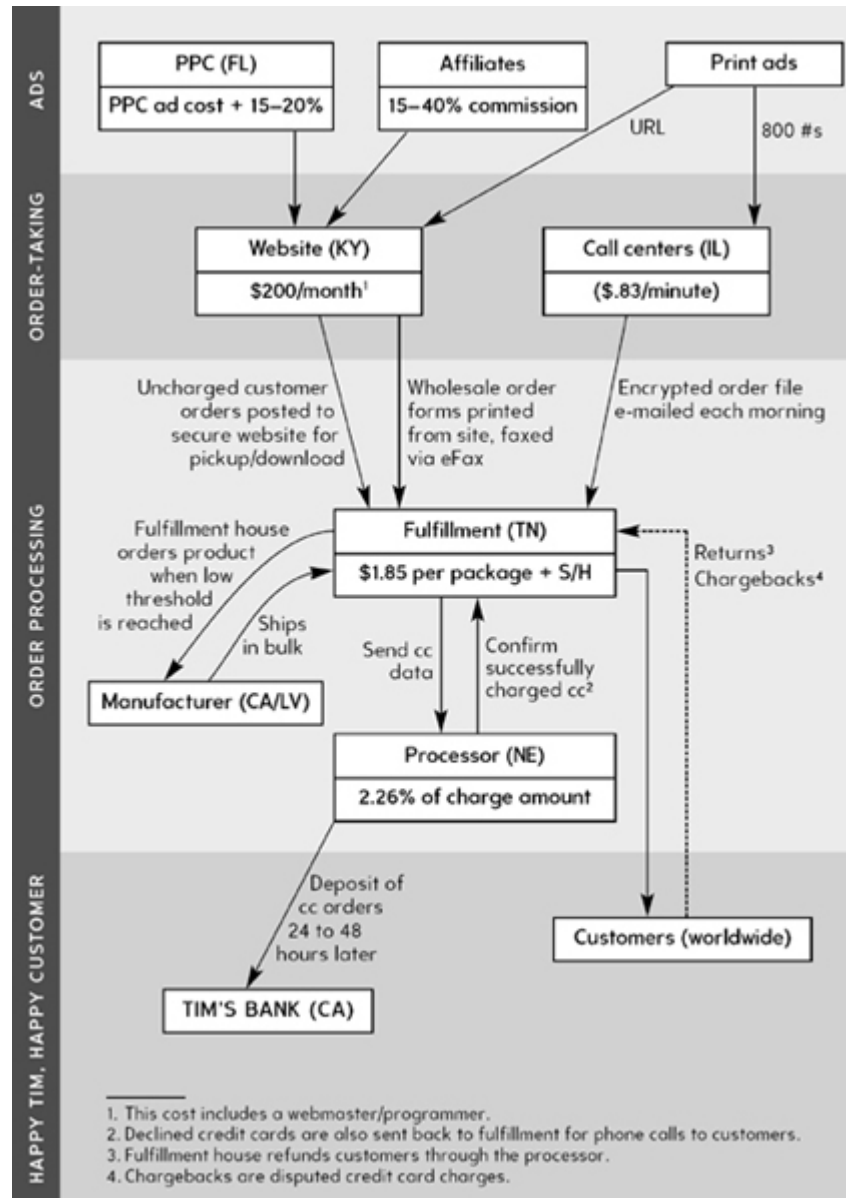 ADS
PPC (FL)
PPC ad cost + 15–20%
Affiliates
15–40% commission
Print ads
URL
800 #s
ORDER-TAKING
Website (KY)
$200/month¹
Call centers (IL)
($.83/minute)
ORDER PROCESSING
Uncharged customer
orders posted to
secure website for
pickup/download
Wholesale order
forms printed
from site, faxed
via eFax
Encrypted order file
e-mailed each morning
Fulfillment (TN)
$1.85 per package + S/H
Fulfillment house
orders product
when low
threshold
is reached
Ships
in bulk
Manufacturer (CA/LV)
Send cc
data
Confirm
successfully
charged cc²
Returns³
Chargebacks⁴
Processor (NE)
2.26% of charge amount
HAPPY TIM, HAPPY CUSTOMER
Deposit of
cc orders
24 to 48
hours later
Customers (worldwide)
TIM'S BANK (CA)
1. This cost includes a webmaster/programmer.
2. Declined credit cards are also sent back to fulfillment for phone calls to customers.
3. Fulfillment house refunds customers through the processor.
4. Chargebacks are disputed credit card charges.